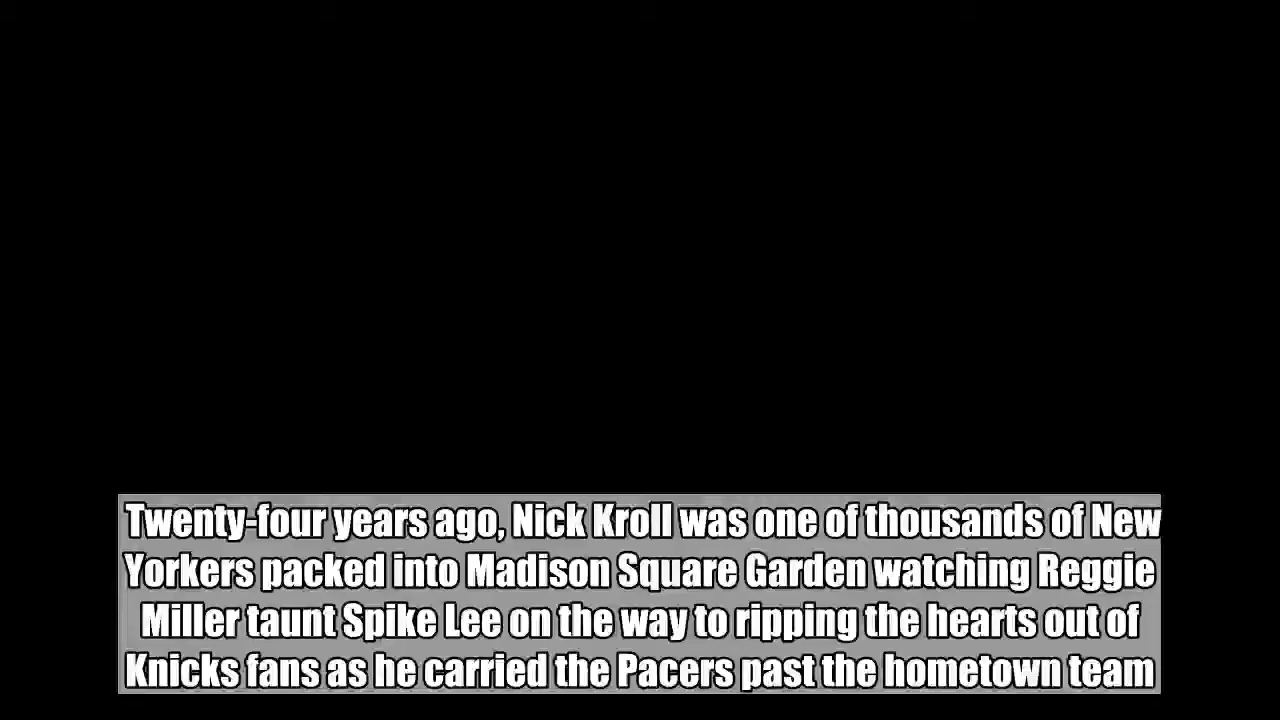 Twenty-four years ago, Nick Kroll was one of thousands of New
Yorkers packed into Madison Square Garden watching Reggie
Miller taunt Spike Lee on the way to ripping the hearts out of
Knicks fans as he carried the Pacers past the hometown team